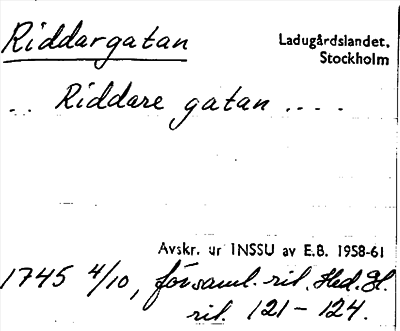 Riddargatan
Ladugårdslandet.
Stockholm
.. Riddare gatan ....
Avskr. ur INSSU av E.B. 1958-61
1745 4/10, församl. ril. Hed. El.
ril. 121-124.